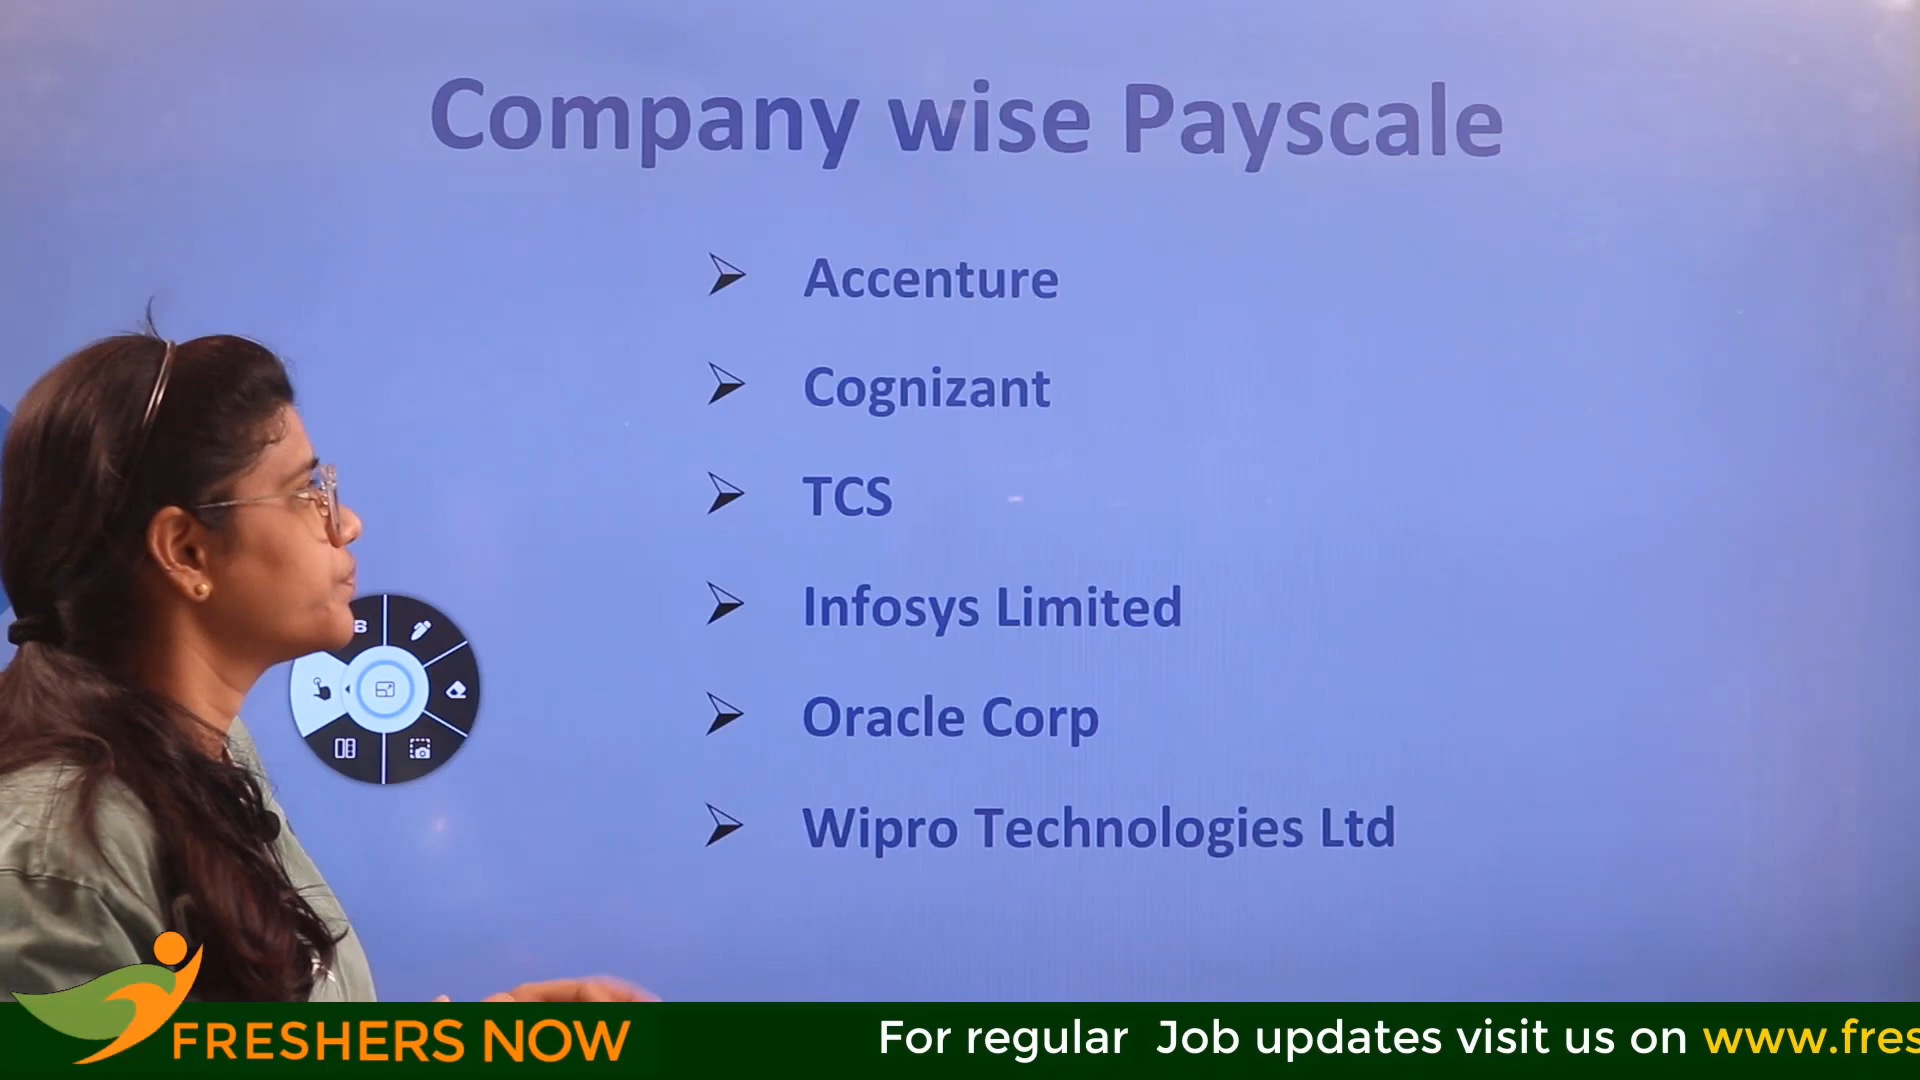 Company wise Payscale
Accenture
Cognizant
TCS
Infosys Limited
Oracle Corp
Wipro Technologies Ltd
FRESHERS NOW
For regular Job updates visit us on www.fres